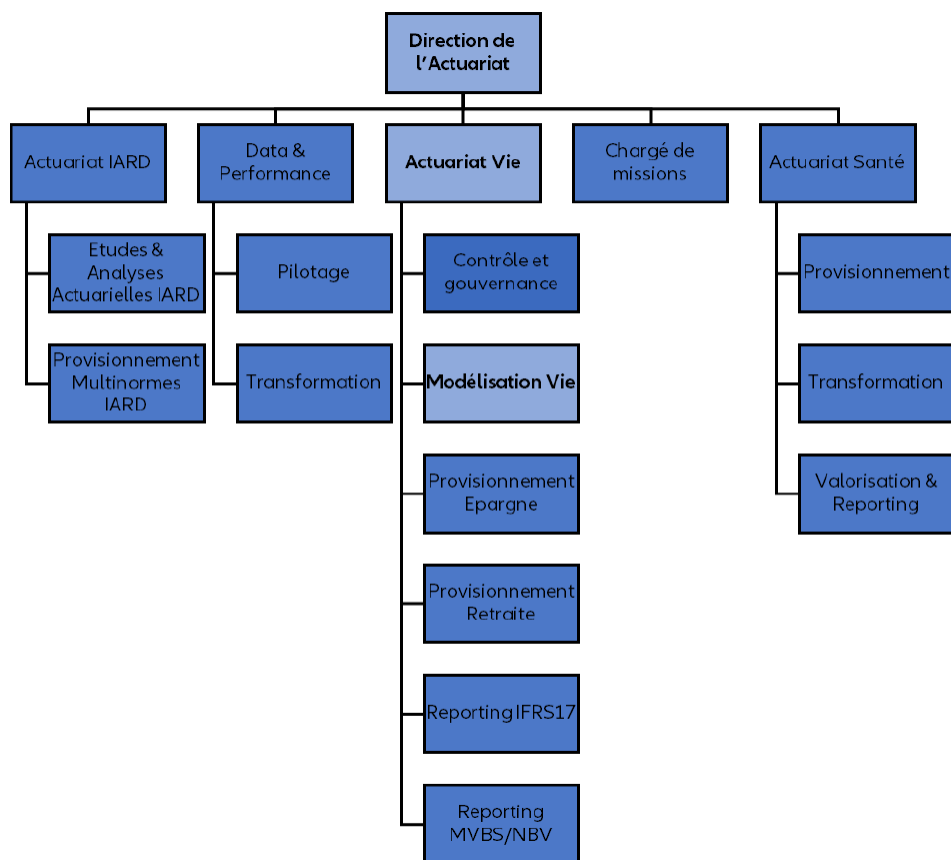 Direction de
l'Actuariat
Actuariat IARD
Data &
Performance
Actuariat Vie
Chargé de
missions
Actuariat Santé
Etudes &
Analyses
Actuarielles IARD
Pilotage
Contrôle et
gouvernance
Provisionnement
Provisionnement
Multinormes
IARD
Transformation
Modélisation Vie
Transformation
Provisionnement
Epargne
Valorisation &
Reporting
Provisionnement
Retraite
Reporting IFRS17
Reporting
MVBS/NBV